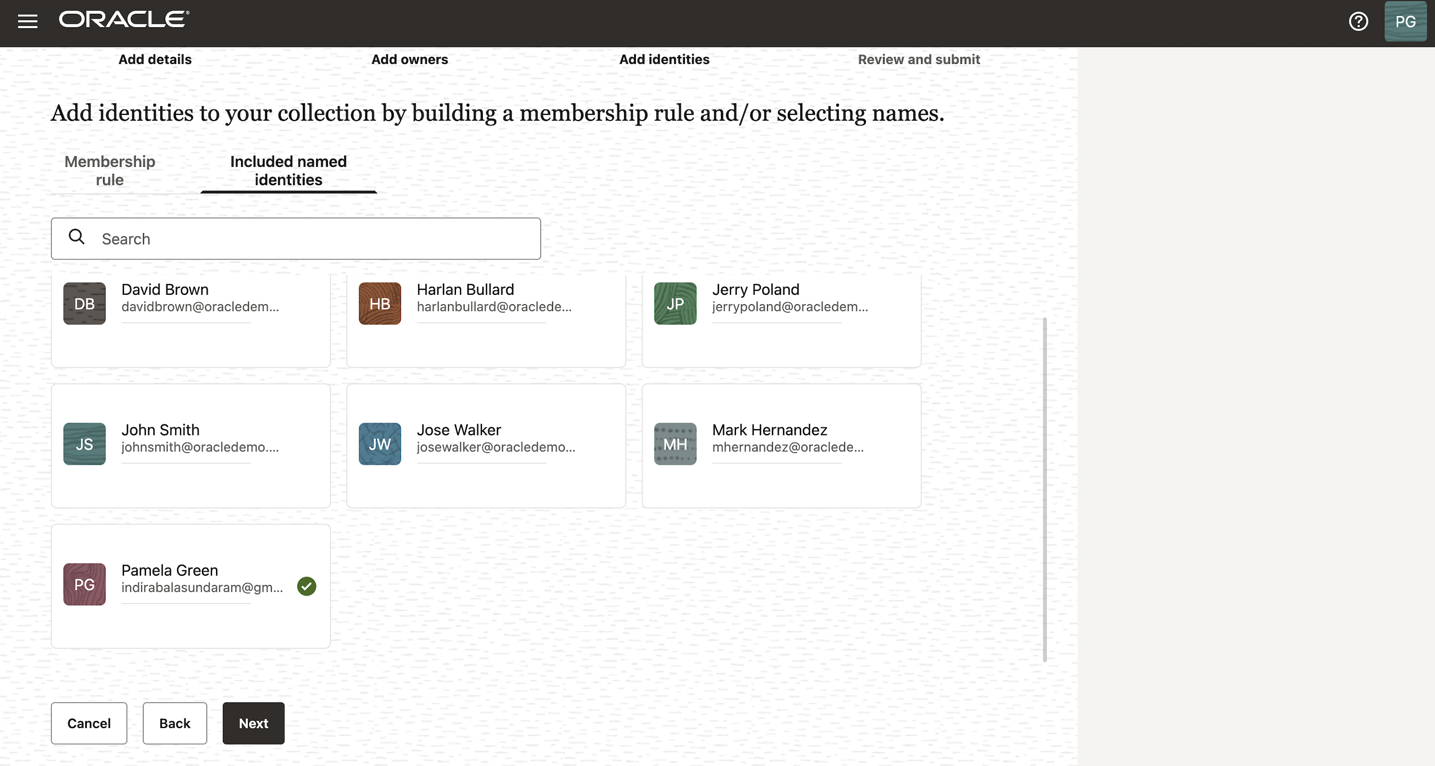 ORACLE®
PG
Add details
Add owners
Add identities
Review and submit
Add identities to your collection by building a membership rule and/or selecting names.
Membership
rule
Included named
identities
Search
DB
David Brown
davidbrown@oracledem...
HB
Harlan Bullard
harlanbullard@oraclede...
JP
Jerry Poland
jerrypoland@oracledem...
JS
John Smith
johnsmith@oracledemo....
JW
Jose Walker
josewalker@oracledemo...
MH
Mark Hernandez
mhernandez@oraclede...
PG
Pamela Green
indirabalasundaram@gm...
Cancel
Back
Next